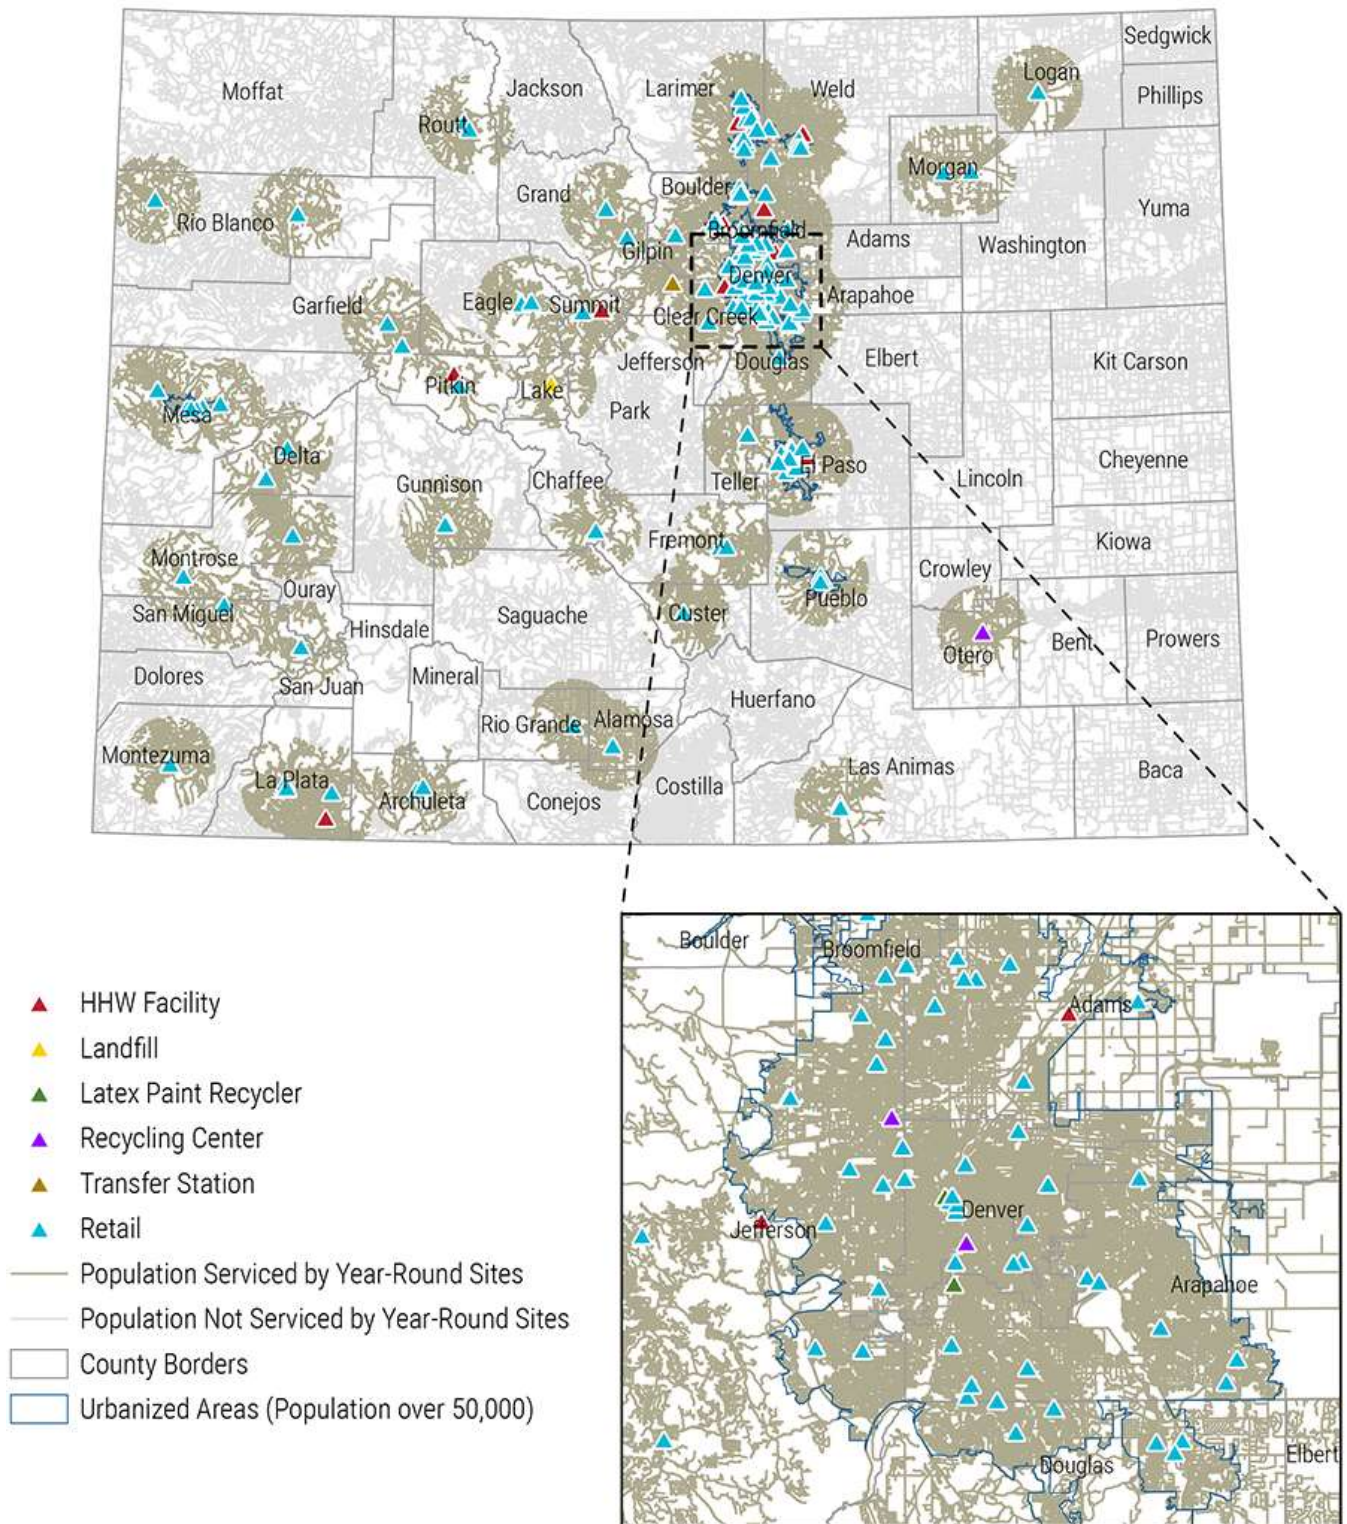 Sedgwick
Moffat
Jackson
Larimer
Weld
Logan
Phillips
Routt
Morgan
Grand
Boulder
Rio Blanco
Yuma
Gilpin
Broomfield
Adams
Washington
Garfield
Eagle
Summit
Denver
Arapahoe
Clear Creek
Jefferson
Douglas
Elbert
Kit Carson
Pitkin
Lake
Park
Mesa
Delta
Gunnison
Chaffee
Teller
El Paso
Lincoln
Cheyenne
Montrose
Fremont
Kiowa
Ouray
Crowley
San Miguel
Hinsdale
Saguache
Custer
Pueblo
Otero
Bent
Prowers
Dolores
San Juan
Mineral
Huerfano
Rio Grande
Alamosa
Montezuma
La Plata
Archuleta
Conejos
Costilla
Las Animas
Baca
HHW Facility
Landfill
Latex Paint Recycler
Recycling Center
Transfer Station
Retail
Population Serviced by Year-Round Sites
Population Not Serviced by Year-Round Sites
County Borders
Urbanized Areas (Population over 50,000)
Boulder
Broomfield
Adams
Denver
Jefferson
Arapahoe
Douglas
Elbert